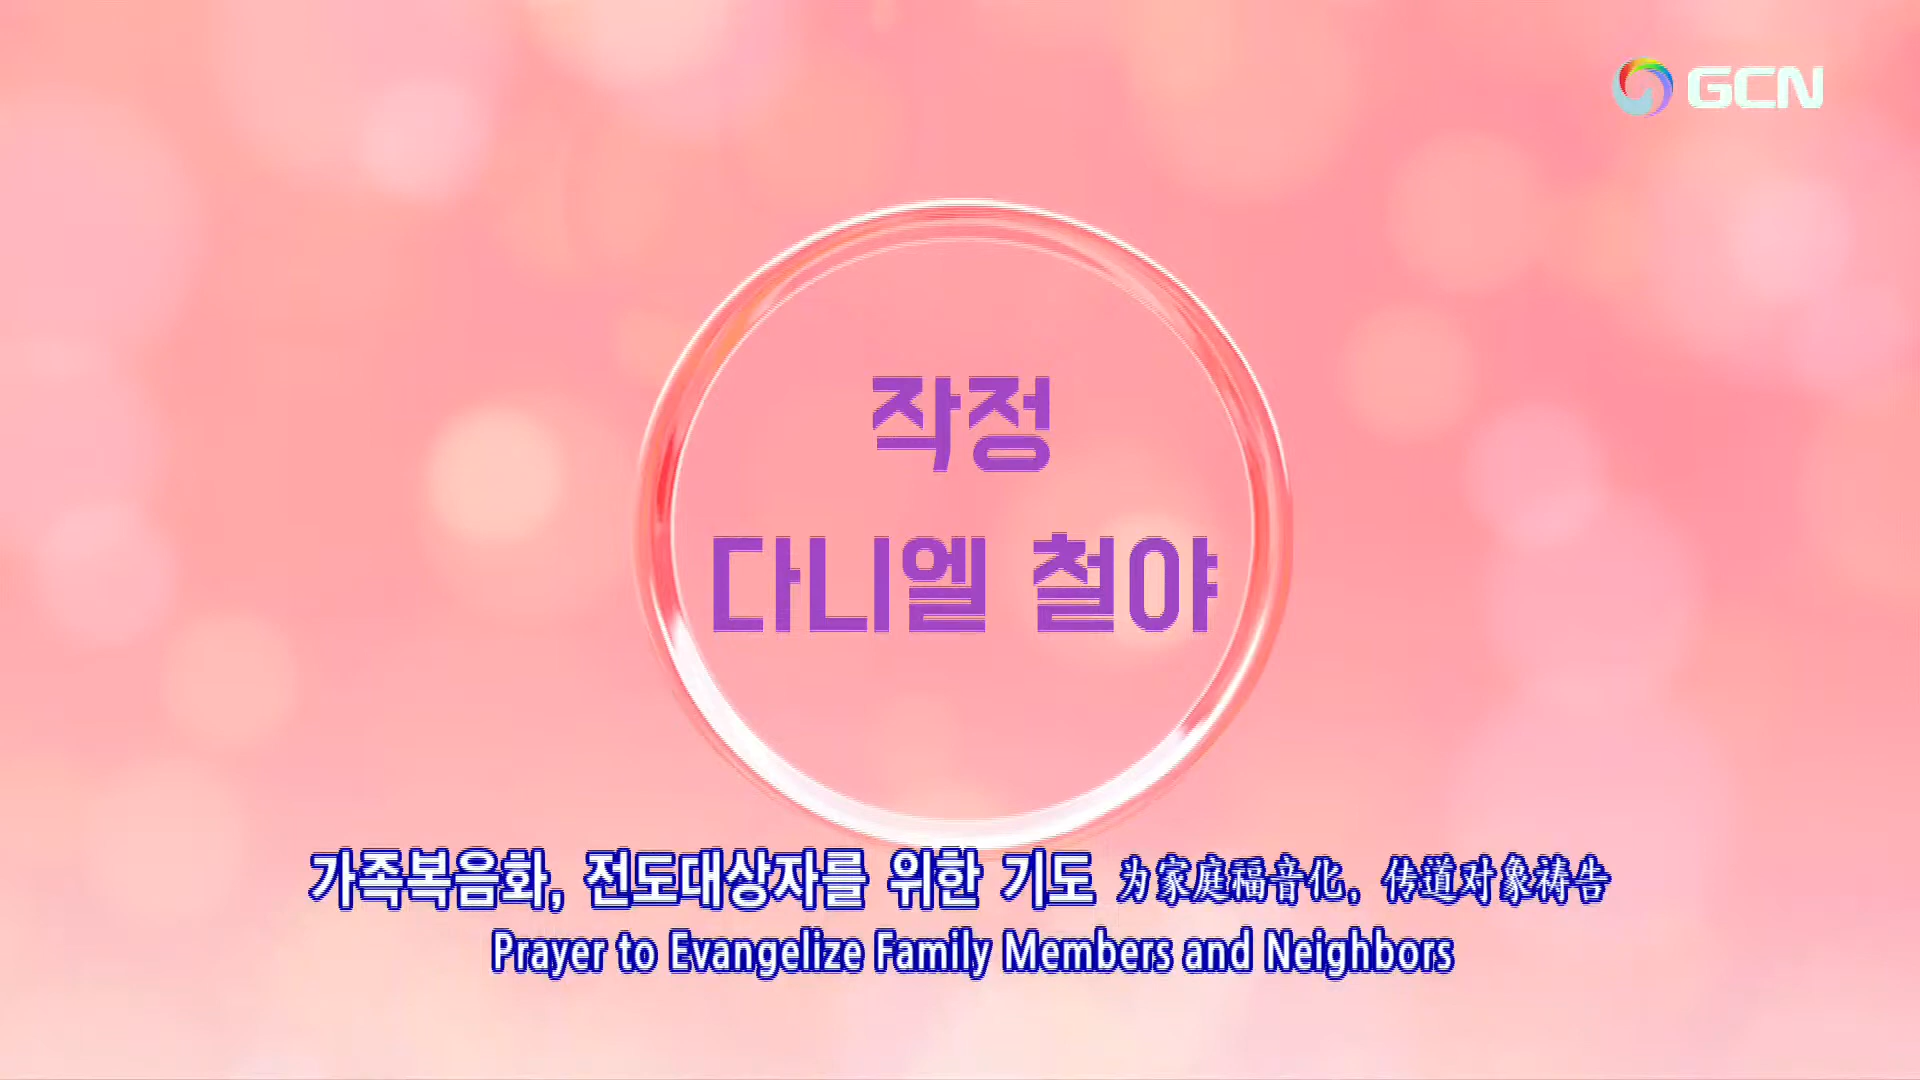 GCN
작정
다니엘 철야
가족복음화, 전도대상자를 위한 기도 为家庭福音化, 传道对象祷告
Prayer to Evangelize Family Members and Neighbors